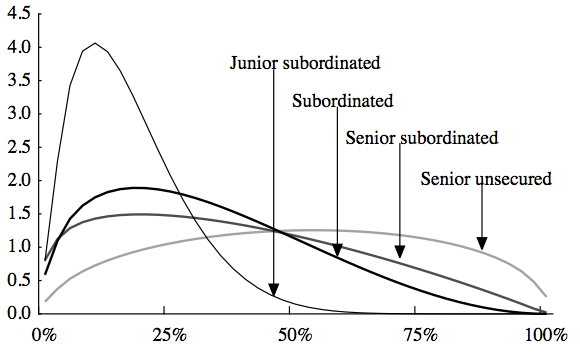 4.5
4.0
Junior subordinated
3.5
Subordinated
3.0
Senior subordinated
2.5
Senior unsecured
2.0
1.5
1.0
0.5
0.0
0% 25% 50% 75% 100%